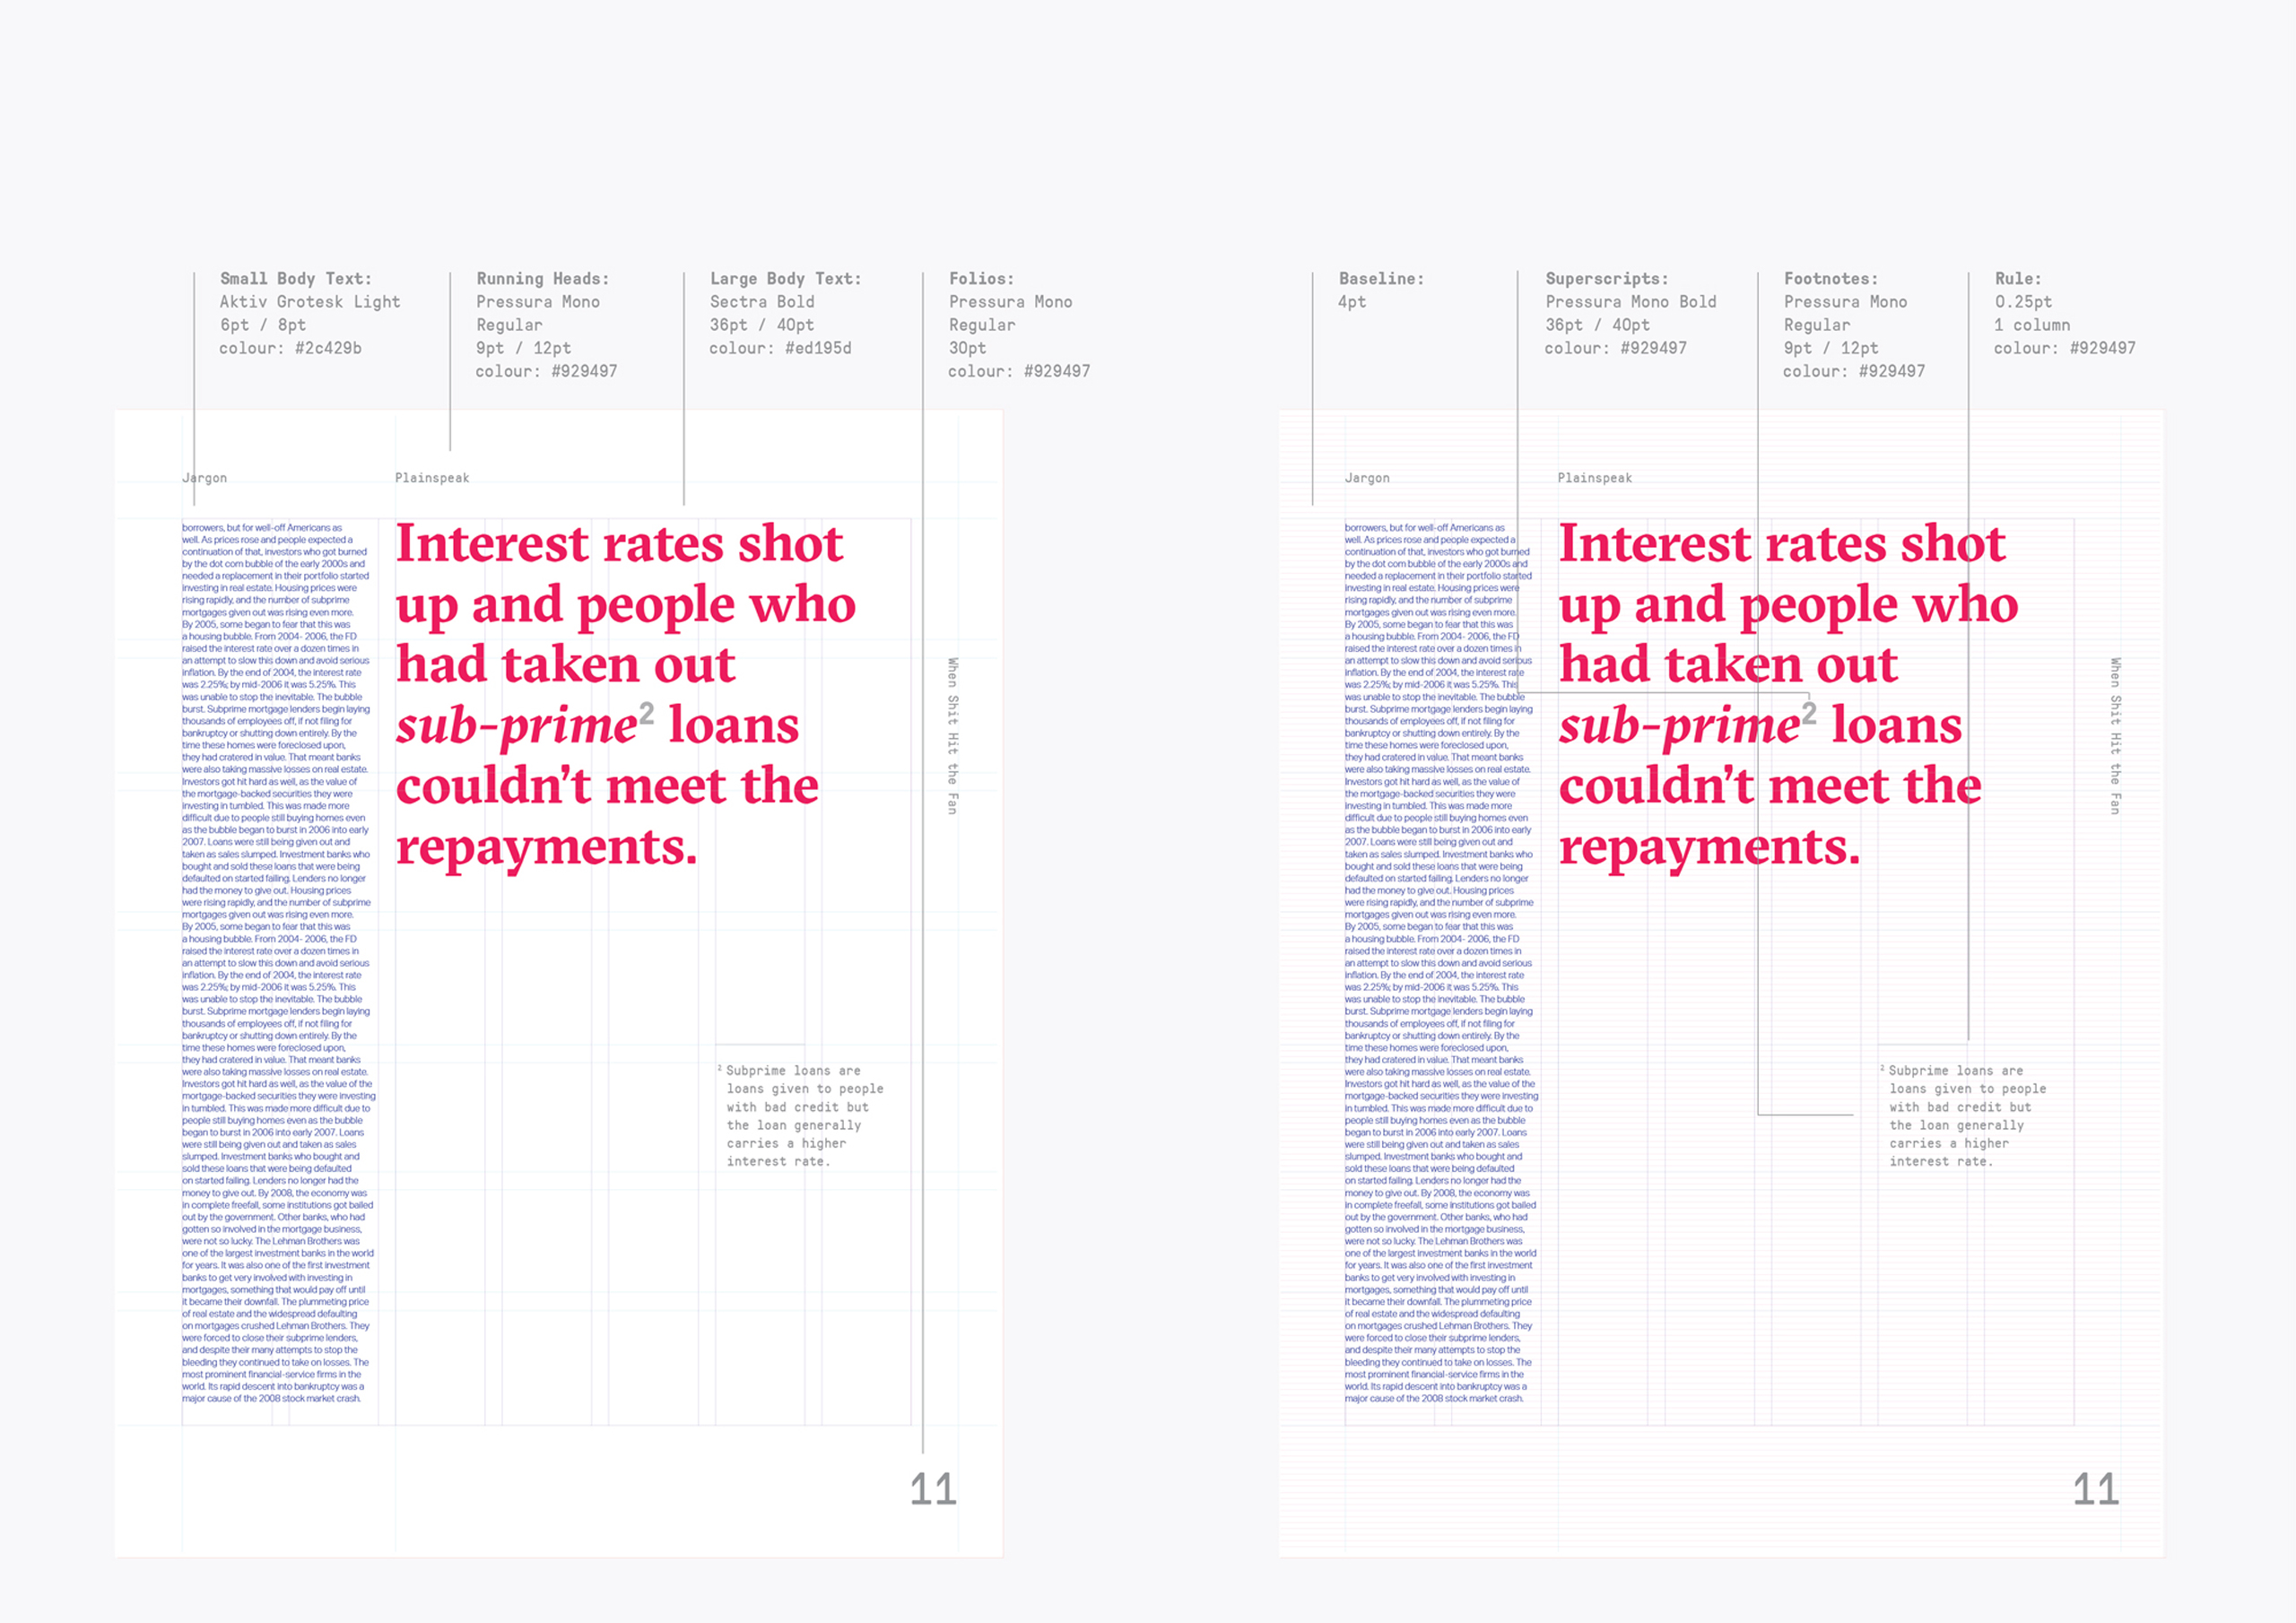 Small Body Text:
Aktiv Grotesk Light
6pt / 8pt
colour: #2c429b
Running Heads:
Pressura Mono
Regular
9pt / 12pt
colour: #929497
Large Body Text:
Sectra Bold
36pt / 40pt
colour: #ed195d
Folios:
Pressura Mono
Regular
30pt
colour: #929497
Jargon
borrowers, but for well-off Americans as
well. As prices rose and people expected a
continuation of that, investors who got burned
by the dot com bubble of the early 2000s and
needed a replacement in their portfolio started
investing in real estate. Housing prices were
rising rapidly, and the number of subprime
mortgages given out was rising even more.
By 2005, some began to fear that this was
a housing bubble. From 2004- 2006, the FD
raised the interest rate over a dozen times in
an attempt to slow this down and avoid serious
inflation. By the end of 2004, the interest rate
was 2.25%; by mid-2006 it was 5.25%. This
was unable to stop the inevitable. The bubble
burst. Subprime mortgage lenders begin laying
thousands of employees off, if not filing for
bankruptcy or shutting down entirely. By the
time these homes were foreclosed upon,
they had cratered in value. That meant banks
were also taking massive losses on real estate.
Investors got hit hard as well, as the value of
the mortgage-backed securities they were
investing in tumbled. This was made more
difficult due to people still buying homes even
as the bubble began to burst in 2006 into early
2007. Loans were still being given out and
taken as sales slumped. Investment banks who
bought and sold these loans that were being
defaulted on started failing. Lenders no longer
had the money to give out. Housing prices
were rising rapidly, and the number of subprime
mortgages given out was rising even more.
By 2005, some began to fear that this was
a housing bubble. From 2004- 2006, the FD
raised the interest rate over a dozen times in
an attempt to slow this down and avoid serious
inflation. By the end of 2004, the interest rate
was 2.25%; by mid-2006 it was 5.25%. This
was unable to stop the inevitable. The bubble
burst. Subprime mortgage lenders begin laying
thousands of employees off, if not filing for
bankruptcy or shutting down entirely. By the
time these homes were foreclosed upon,
they had cratered in value. That meant banks
were also taking massive losses on real estate.
Investors got hit hard as well, as the value of the
mortgage-backed securities they were investing
in tumbled. This was made more difficult due to
people still buying homes even as the bubble
began to burst in 2006 into early 2007. Loans
were still being given out and taken as sales
slumped. Investment banks who bought and
sold these loans that were being defaulted
on started failing. Lenders no longer had the
money to give out. By 2008, the economy was
in complete freefall, some institutions got bailed
out by the government. Other banks, who had
gotten so involved in the mortgage business,
were not so lucky. The Lehman Brothers was
one of the largest investment banks in the world
for years. It was also one of the first investment
banks to get very involved with investing in
mortgages, something that would pay off until
it became their downfall. The plummeting price
of real estate and the widespread defaulting
on mortgages crushed Lehman Brothers. They
were forced to close their subprime lenders,
and despite their many attempts to stop the
bleeding they continued to take on losses. The
most prominent financial-service firms in the
world. Its rapid descent into bankruptcy was a
major cause of the 2008 stock market crash.
Plainspeak
Interest rates shot
up and people who
had taken out
sub-prime² loans
couldn't meet the
repayments.
When Shit Hit the Fan
² Subprime loans are
loans given to people
with bad credit but
the loan generally
carries a higher
interest rate.
11
Baseline:
4pt
Superscripts:
Pressura Mono Bold
36pt / 40pt
colour: #929497
Footnotes:
Pressura Mono
Regular
9pt / 12pt
colour: #929497
Rule:
0.25pt
1 column
colour: #929497
Jargon
borrowers, but for well-off Americans as
well. As prices rose and people expected a
continuation of that, investors who got burned
by the dot com bubble of the early 2000s and
needed a replacement in their portfolio started
investing in real estate. Housing prices were
rising rapidly, and the number of subprime
mortgages given out was rising even more.
By 2005, some began to fear that this was
a housing bubble. From 2004- 2006, the FD
raised the interest rate over a dozen times in
an attempt to slow this down and avoid serious
inflation. By the end of 2004, the interest rate
was 2.25%; by mid-2006 it was 5.25%. This
was unable to stop the inevitable. The bubble
burst. Subprime mortgage lenders begin laying
thousands of employees off, if not filing for
bankruptcy or shutting down entirely. By the
time these homes were foreclosed upon,
they had cratered in value. That meant banks
were also taking massive losses on real estate.
Investors got hit hard as well, as the value of
the mortgage-backed securities they were
investing in tumbled. This was made more
difficult due to people still buying homes even
as the bubble began to burst in 2006 into early
2007. Loans were still being given out and
taken as sales slumped. Investment banks who
bought and sold these loans that were being
defaulted on started failing. Lenders no longer
had the money to give out. Housing prices
were rising rapidly, and the number of subprime
mortgages given out was rising even more.
By 2005, some began to fear that this was
a housing bubble. From 2004- 2006, the FD
raised the interest rate over a dozen times in
an attempt to slow this down and avoid serious
inflation. By the end of 2004, the interest rate
was 2.25%; by mid-2006 it was 5.25%. This
was unable to stop the inevitable. The bubble
burst. Subprime mortgage lenders begin laying
thousands of employees off, if not filing for
bankruptcy or shutting down entirely. By the
time these homes were foreclosed upon,
they had cratered in value. That meant banks
were also taking massive losses on real estate.
Investors got hit hard as well, as the value of the
mortgage-backed securities they were investing
in tumbled. This was made more difficult due to
people still buying homes even as the bubble
began to burst in 2006 into early 2007. Loans
were still being given out and taken as sales
slumped. Investment banks who bought and
sold these loans that were being defaulted
on started failing. Lenders no longer had the
money to give out. By 2008, the economy was
in complete freefall, some institutions got bailed
out by the government. Other banks, who had
gotten so involved in the mortgage business,
were not so lucky. The Lehman Brothers was
one of the largest investment banks in the world
for years. It was also one of the first investment
banks to get very involved with investing in
mortgages, something that would pay off until
it became their downfall. The plummeting price
of real estate and the widespread defaulting
on mortgages crushed Lehman Brothers. They
were forced to close their subprime lenders,
and despite their many attempts to stop the
bleeding they continued to take on losses. The
most prominent financial-service firms in the
world. Its rapid descent into bankruptcy was a
major cause of the 2008 stock market crash.
Plainspeak
Interest rates shot
up and people who
had taken out
sub-prime² loans
couldn't meet the
repayments.
When Shit Hit the Fan
² Subprime loans are
loans given to people
with bad credit but
the loan generally
carries a higher
interest rate.
11